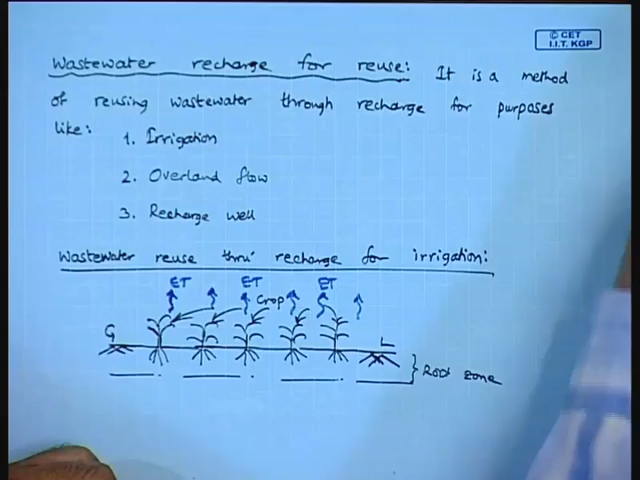 © CET
I.I.T. KGP
Wastewater recharge for reuse: It is a method
of reusing wastewater through recharge for purposes
like:
1. Irrigation
2. Overland flow
3. Recharge well
Wastewater reuse thru' recharge for irrigation:
ET ET ET
Crop
G L
Root zone